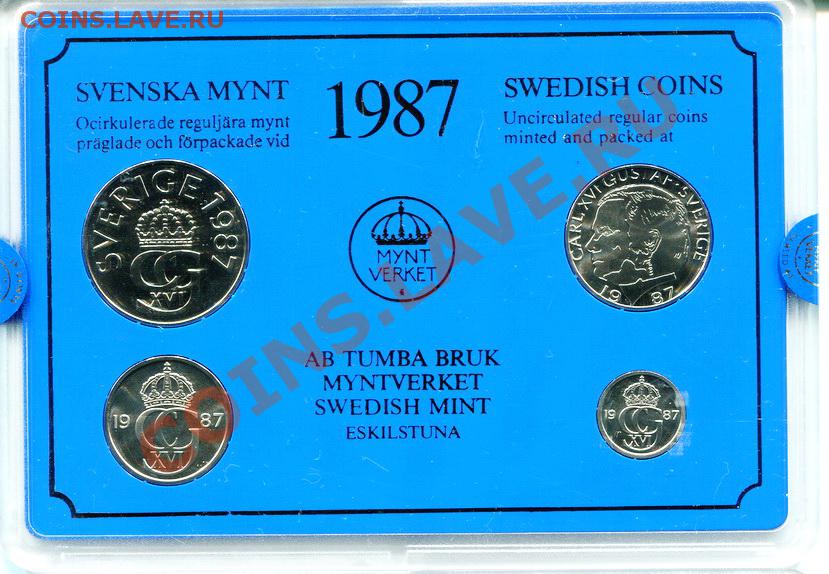 COINS.LAVE.RU
SVENSKA MYNT
Ocirkulerade reguljära mynt
präglade och förpackade vid
1987
SWEDISH COINS
Uncirculated regular coins
minted and packed at
SVERIGE 1987
CG
XVI
MYNT
VERKET
CARL XVI GUSTAF · SVERIGE
19 87
AB TUMBA BRUK
MYNTVERKET
SWEDISH MINT
ESKILSTUNA
19 CG 87
XVI
19 CG 87
XVI
COINS.LAVE.RU